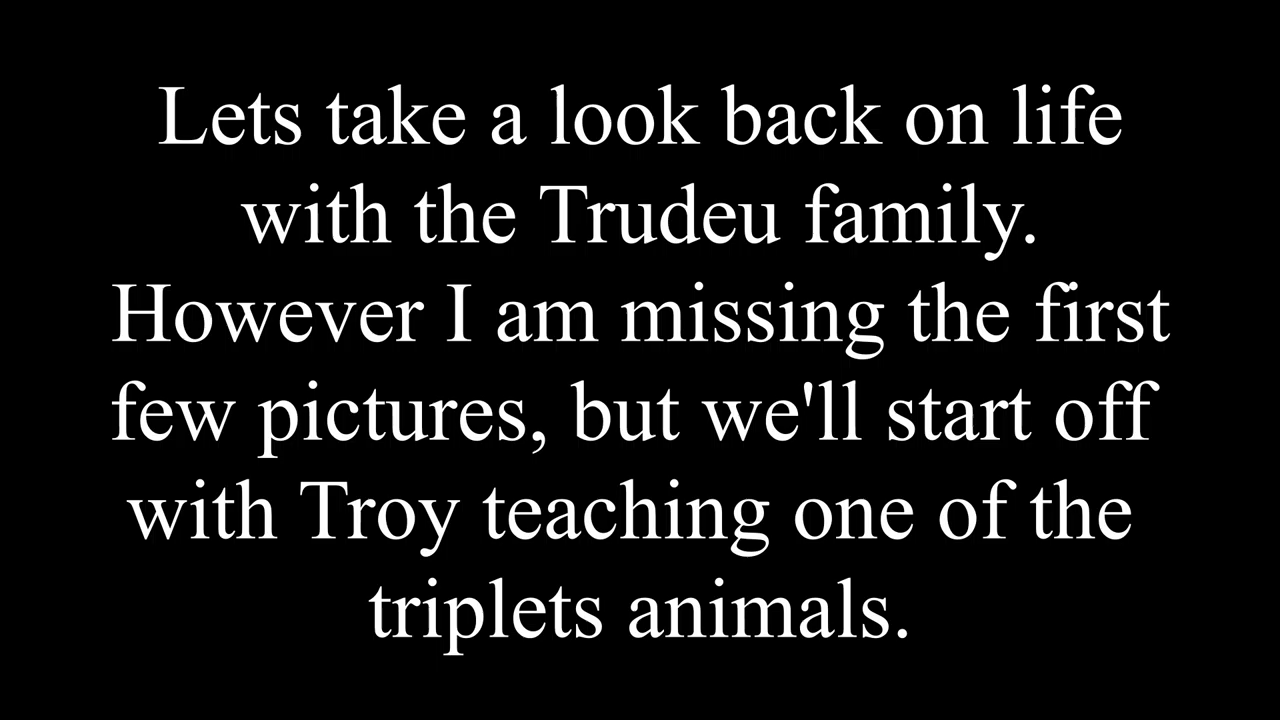 Lets take a look back on life
with the Trudeu family.
However I am missing the first
few pictures, but we'll start off
with Troy teaching one of the
triplets animals.